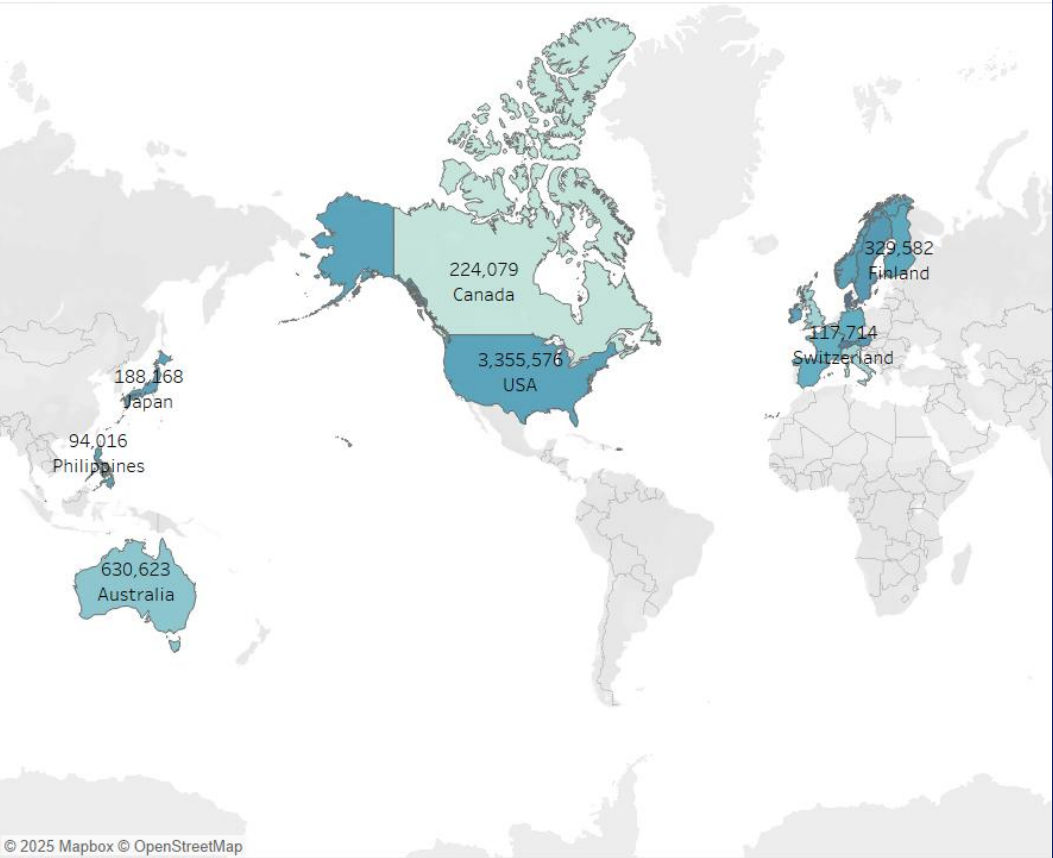 224,079
Canada
329,582
Finland
3,355,576
USA
117,714
Switzerland
188,168
Japan
94,016
Philippines
630,623
Australia
© 2025 Mapbox © OpenStreetMap